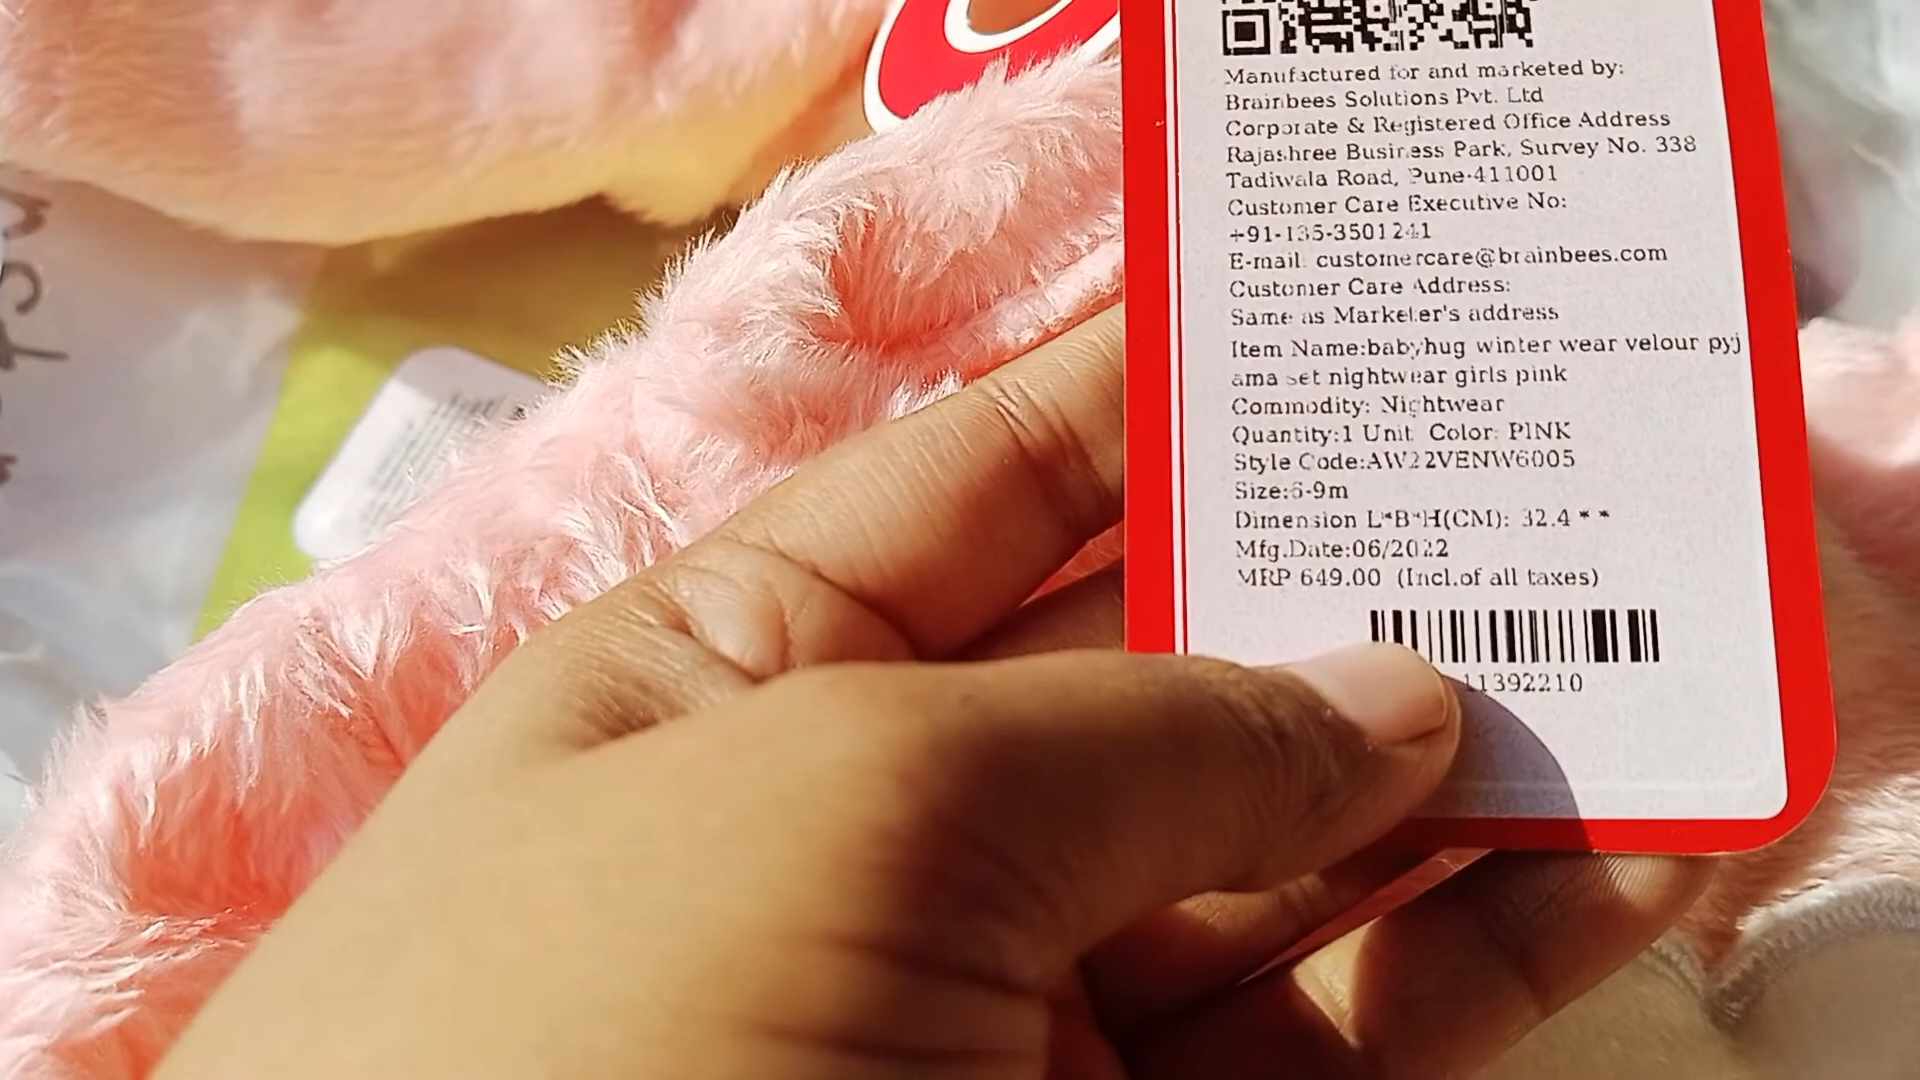 Manufactured for and marketed by:
Brainbees Solutions Pvt. Ltd
Corporate & Registered Office Address
Rajashree Business Park, Survey No. 338
Tadiwala Road, Pune-411001
Customer Care Executive No:
+91-135-3501241
E-mail: customercare@brainbees.com
Customer Care Address:
Same as Marketer's address
Item Name:babyhug winter wear velour pyj
ama set nightwear girls pink
Commodity: Nightwear
Quantity:1 Unit Color: PINK
Style Code:AW22VENW6005
Size:6-9m
Dimension L*B*H(CM): 32.4 * *
Mfg.Date:06/2022
MRP 649.00 (Incl.of all taxes)
11392210